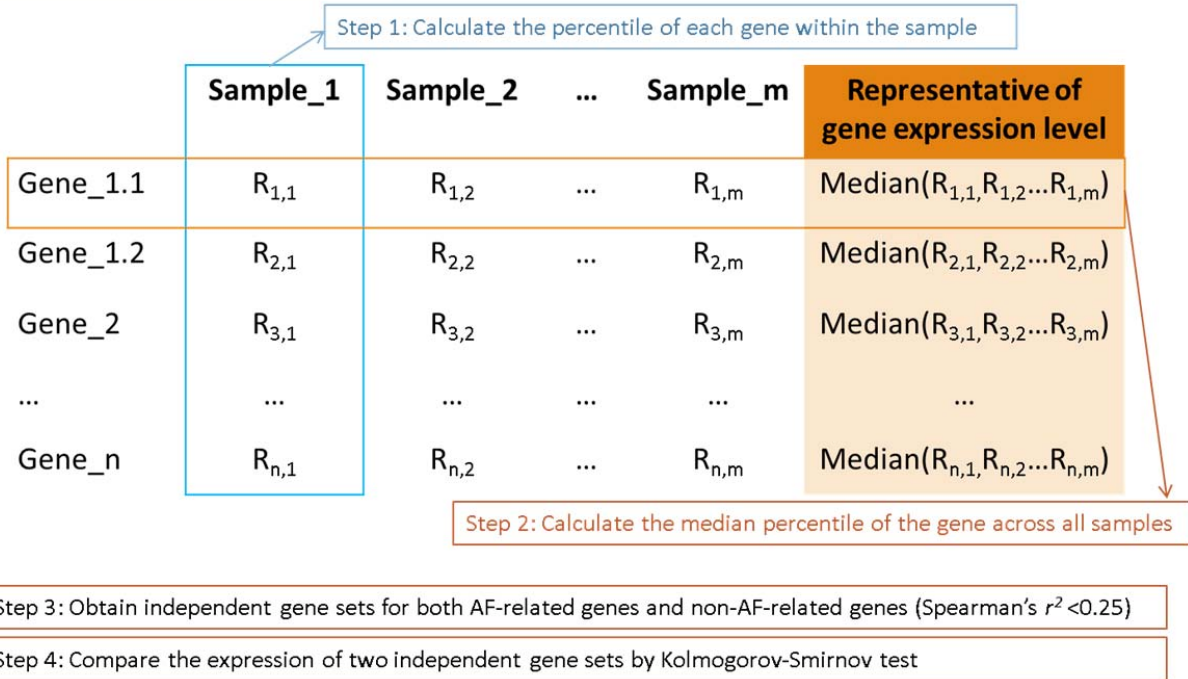 Step 1: Calculate the percentile of each gene within the sample
Sample_1 Sample_2 ... Sample_m Representative of
gene expression level
Gene_1.1 R1,1 R1,2 ... R1,m Median(R1,1,R1,2...R1,m)
Gene_1.2 R2,1 R2,2 ... R2,m Median(R2,1,R2,2...R2,m)
Gene_2 R3,1 R3,2 ... R3,m Median(R3,1,R3,2...R3,m)
... ... ... ... ... ...
Gene_n Rn,1 Rn,2 ... Rn,m Median(Rn,1,Rn,2...Rn,m)
Step 2: Calculate the median percentile of the gene across all samples
Step 3: Obtain independent gene sets for both AF-related genes and non-AF-related genes (Spearman's r² <0.25)
Step 4: Compare the expression of two independent gene sets by Kolmogorov-Smirnov test